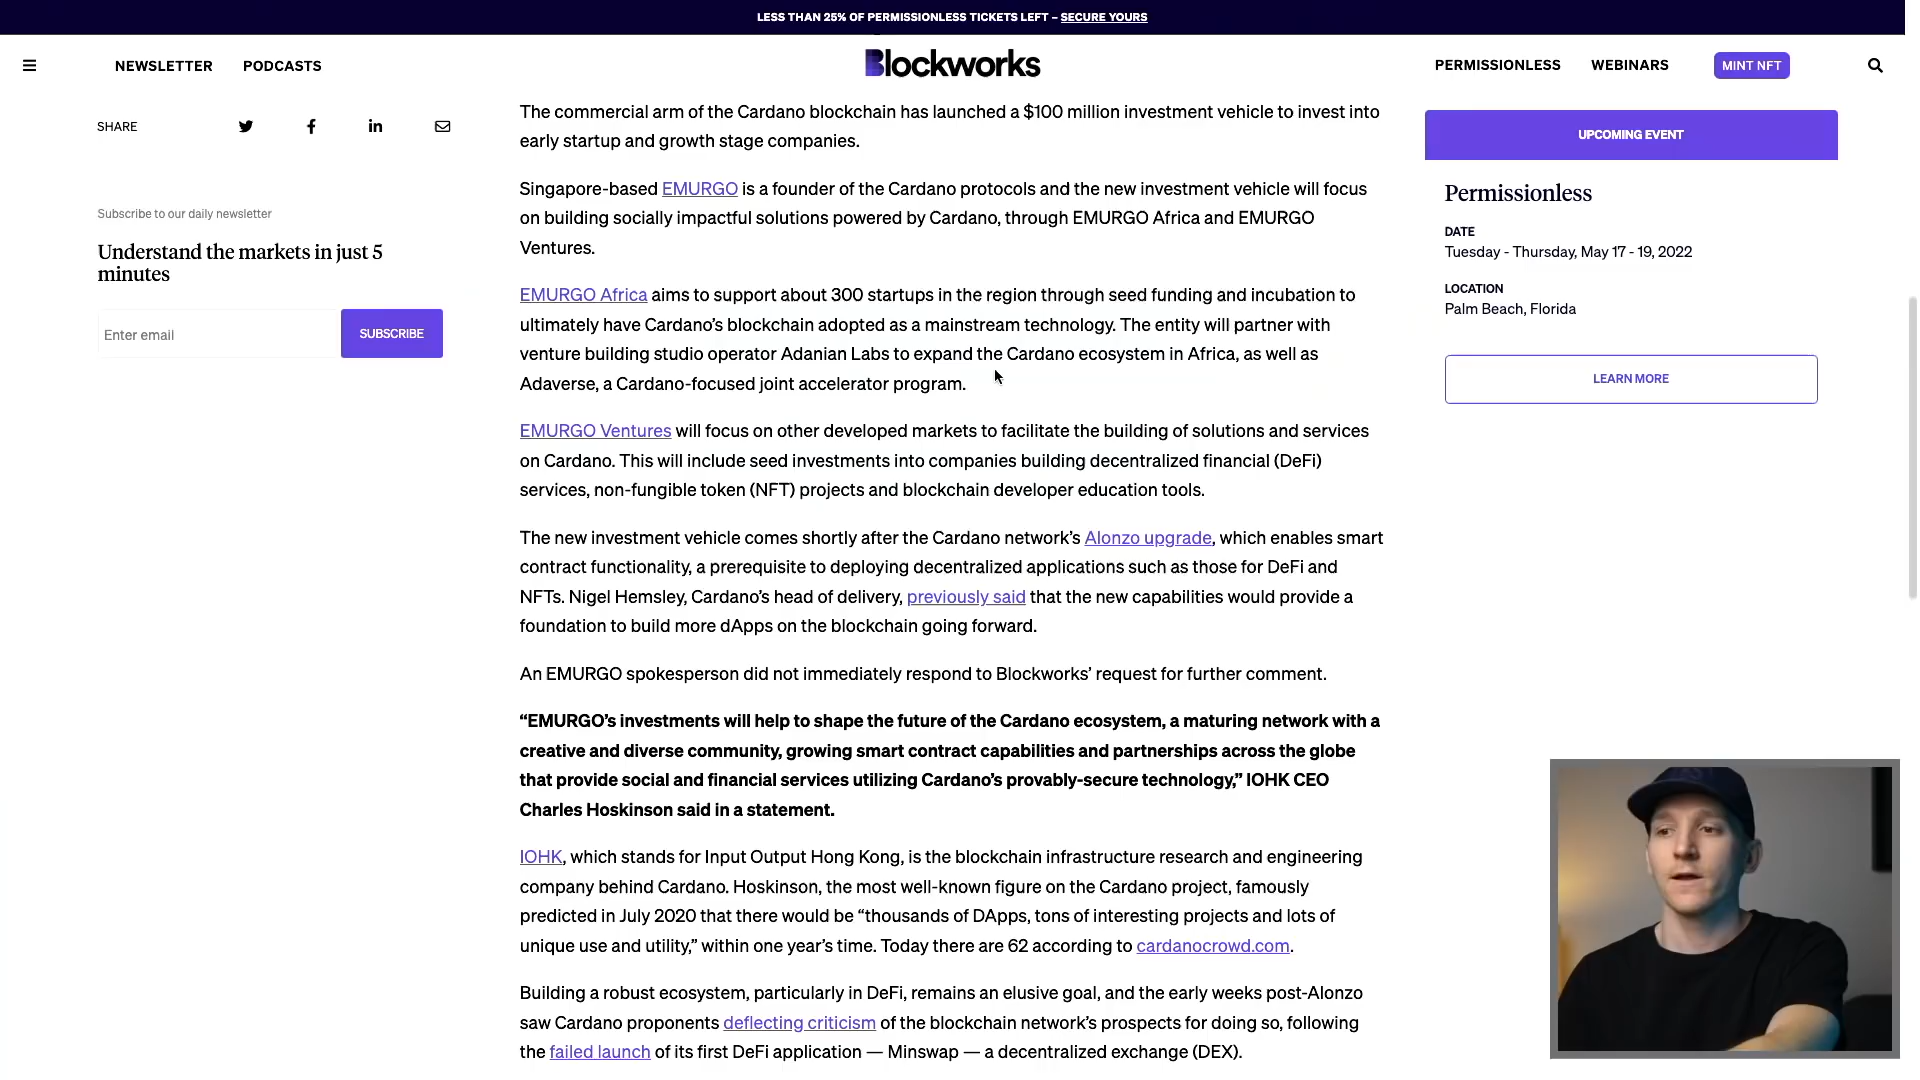 LESS THAN 25% OF PERMISSIONLESS TICKETS LEFT – SECURE YOURS
NEWSLETTER PODCASTS Blockworks PERMISSIONLESS WEBINARS MINT NFT
SHARE
Subscribe to our daily newsletter
Understand the markets in just 5
minutes
Enter email SUBSCRIBE
The commercial arm of the Cardano blockchain has launched a $100 million investment vehicle to invest into
early startup and growth stage companies.
Singapore-based EMURGO is a founder of the Cardano protocols and the new investment vehicle will focus
on building socially impactful solutions powered by Cardano, through EMURGO Africa and EMURGO
Ventures.
EMURGO Africa aims to support about 300 startups in the region through seed funding and incubation to
ultimately have Cardano’s blockchain adopted as a mainstream technology. The entity will partner with
venture building studio operator Adanian Labs to expand the Cardano ecosystem in Africa, as well as
Adaverse, a Cardano-focused joint accelerator program.
EMURGO Ventures will focus on other developed markets to facilitate the building of solutions and services
on Cardano. This will include seed investments into companies building decentralized financial (DeFi)
services, non-fungible token (NFT) projects and blockchain developer education tools.
The new investment vehicle comes shortly after the Cardano network’s Alonzo upgrade, which enables smart
contract functionality, a prerequisite to deploying decentralized applications such as those for DeFi and
NFTs. Nigel Hemsley, Cardano’s head of delivery, previously said that the new capabilities would provide a
foundation to build more dApps on the blockchain going forward.
An EMURGO spokesperson did not immediately respond to Blockworks’ request for further comment.
“EMURGO’s investments will help to shape the future of the Cardano ecosystem, a maturing network with a
creative and diverse community, growing smart contract capabilities and partnerships across the globe
that provide social and financial services utilizing Cardano’s provably-secure technology,” IOHK CEO
Charles Hoskinson said in a statement.
IOHK, which stands for Input Output Hong Kong, is the blockchain infrastructure research and engineering
company behind Cardano. Hoskinson, the most well-known figure on the Cardano project, famously
predicted in July 2020 that there would be “thousands of DApps, tons of interesting projects and lots of
unique use and utility,” within one year’s time. Today there are 62 according to cardanocrowd.com.
Building a robust ecosystem, particularly in DeFi, remains an elusive goal, and the early weeks post-Alonzo
saw Cardano proponents deflecting criticism of the blockchain network’s prospects for doing so, following
the failed launch of its first DeFi application — Minswap — a decentralized exchange (DEX).
UPCOMING EVENT
Permissionless
DATE
Tuesday - Thursday, May 17 - 19, 2022
LOCATION
Palm Beach, Florida
LEARN MORE